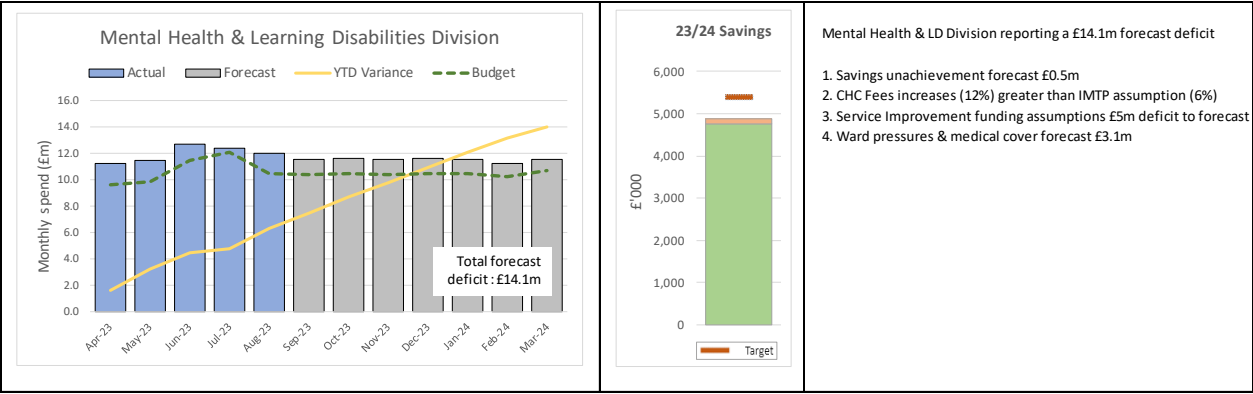 Mental Health & Learning Disabilities Division
Actual Forecast YTD Variance Budget
Monthly spend (£m)
16.0
14.0
12.0
10.0
8.0
6.0
4.0
2.0
0.0
Total forecast
deficit: £14.1m
Apr-23 May-23 Jun-23 Jul-23 Aug-23 Sep-23 Oct-23 Nov-23 Dec-23 Jan-24 Feb-24 Mar-24
23/24 Savings
£'000
6,000
5,000
4,000
3,000
2,000
1,000
0
Target
Mental Health & LD Division reporting a £14.1m forecast deficit
1. Savings unachievement forecast £0.5m
2. CHC Fees increases (12%) greater than IMTP assumption (6%)
3. Service Improvement funding assumptions £5m deficit to forecast
4. Ward pressures & medical cover forecast £3.1m